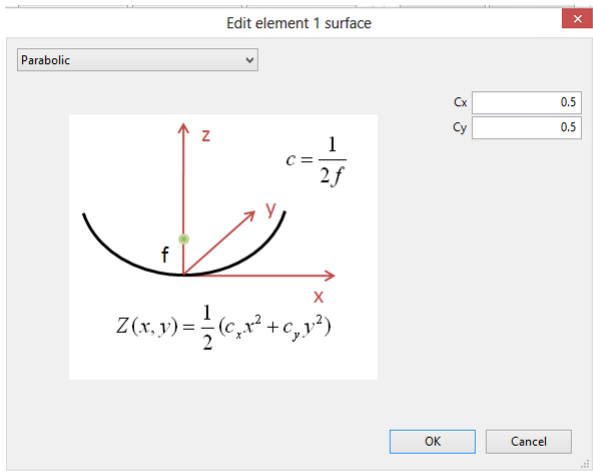 Edit element 1 surface
Parabolic
Cx 0.5
Cy 0.5
z
c = 1/2f
y
f
x
Z(x, y) = 1/2 (cₓx² + c_y y²)
OK Cancel